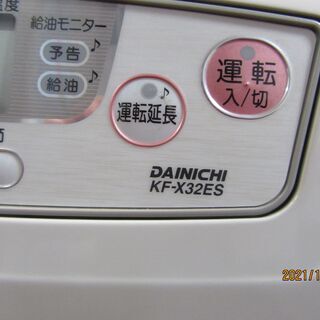 度
給油モニター
予告
給油
運転延長
運転
入/切
DAINICHI
KF-X32ES
2021/1